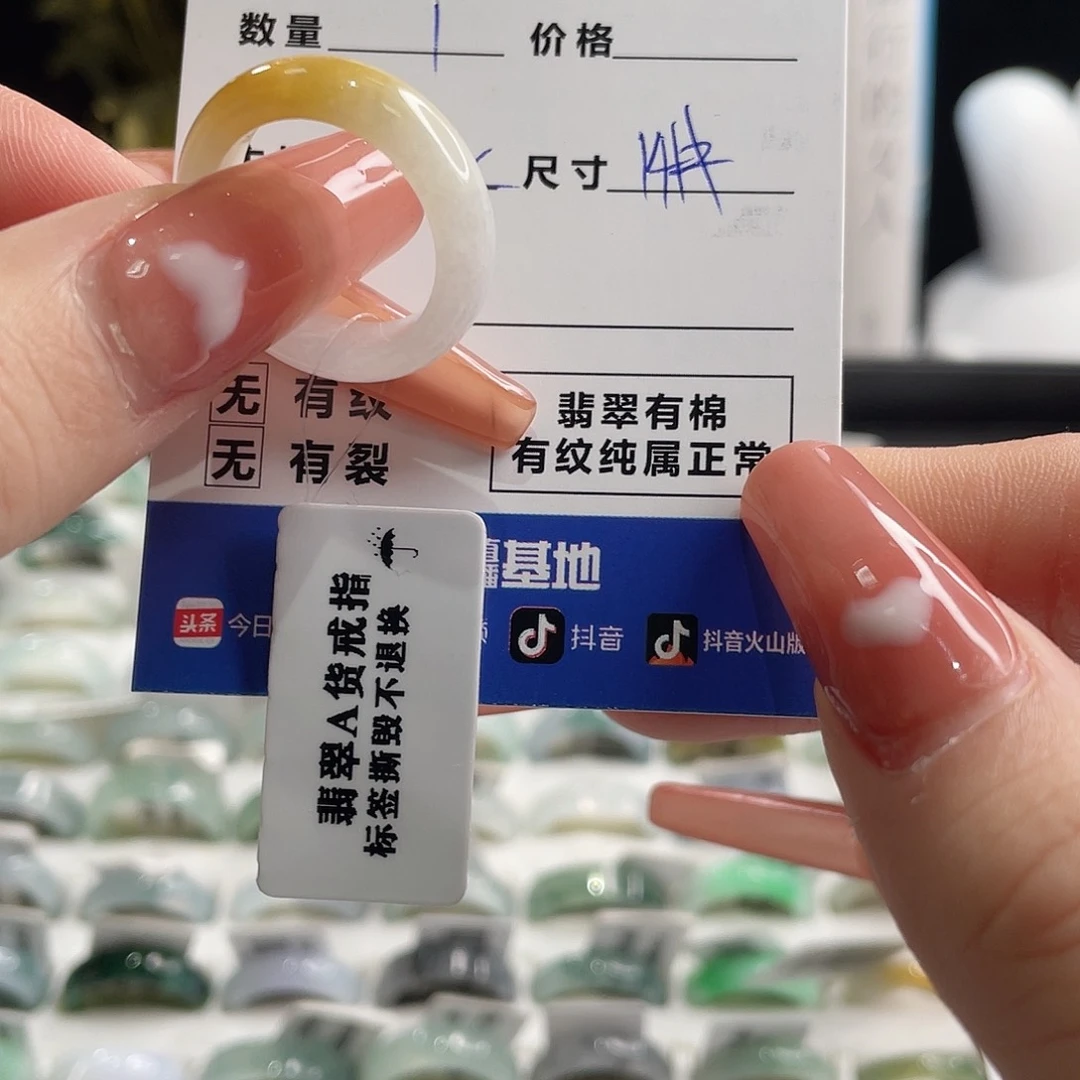 数量 1 价格
尺寸
无 有纹
无 有裂
翡翠有棉
有纹纯属正常
直播基地
头条 今日 抖音 抖音火山版
翡翠A货戒指
标签撕毁不退换